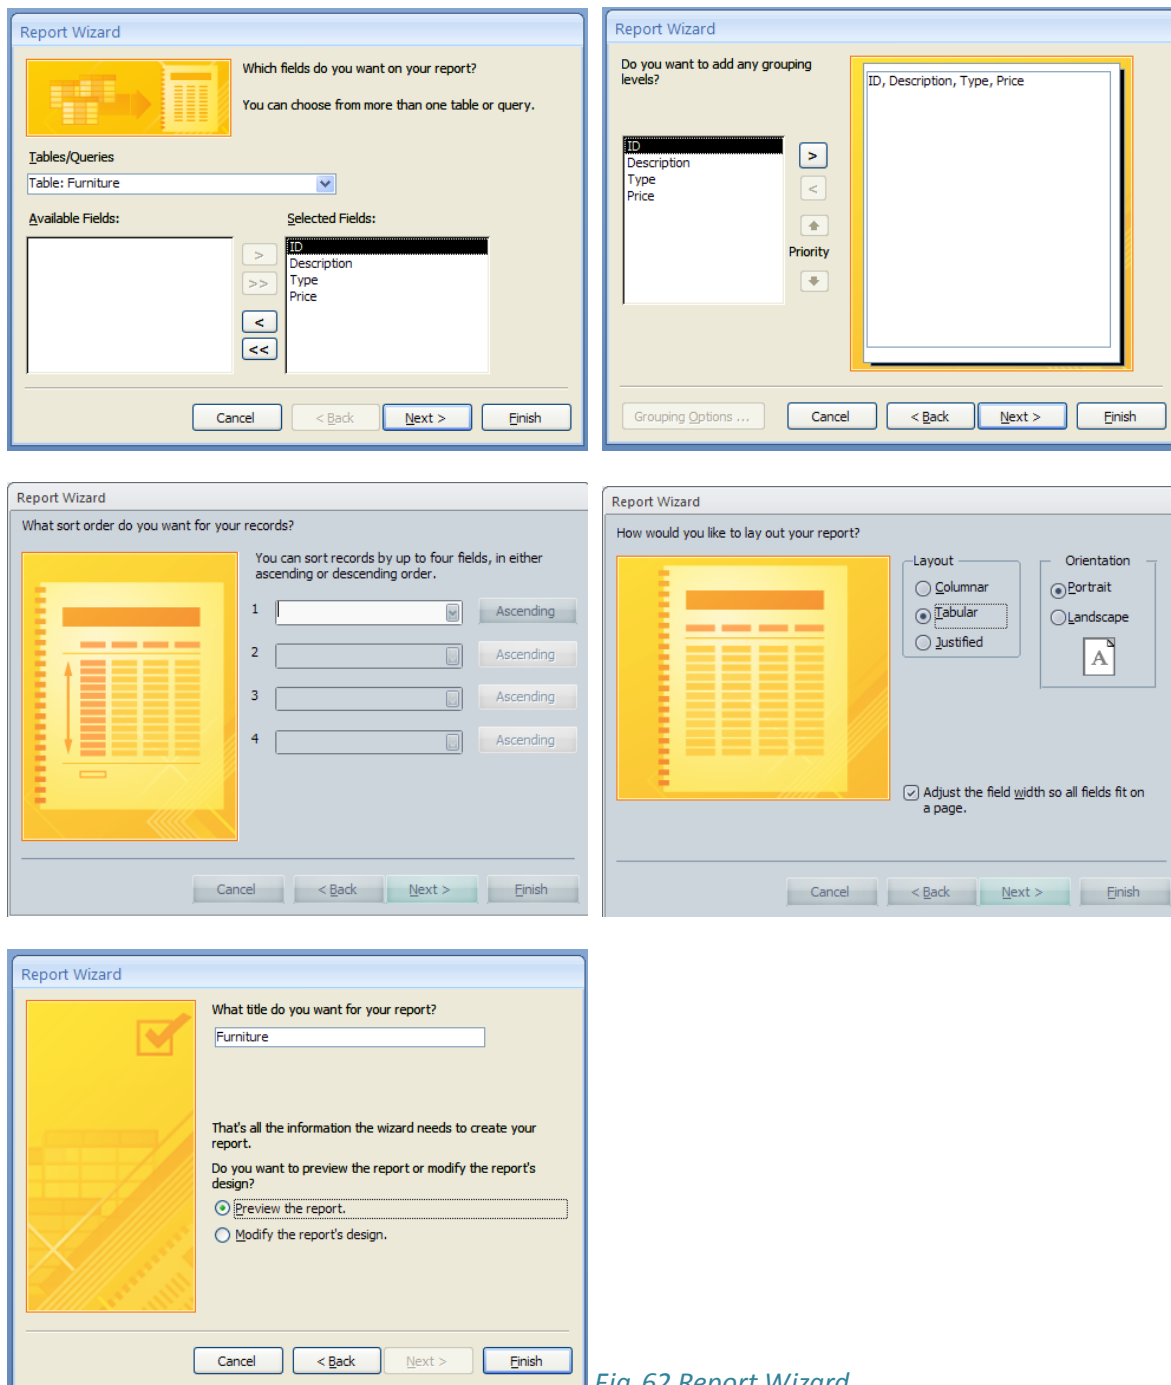 Report Wizard
Which fields do you want on your report?
You can choose from more than one table or query.
Tables/Queries
Table: Furniture
Available Fields:
Selected Fields:
ID
Description
Type
Price
>
>>
<
<<
Cancel
< Back
Next >
Finish
Report Wizard
Do you want to add any grouping
levels?
ID
Description
Type
Price
>
<
Priority
ID, Description, Type, Price
Grouping Options ...
Cancel
< Back
Next >
Finish
Report Wizard
What sort order do you want for your records?
You can sort records by up to four fields, in either
ascending or descending order.
1
Ascending
2
Ascending
3
Ascending
4
Ascending
Cancel
< Back
Next >
Finish
Report Wizard
How would you like to lay out your report?
Layout
Columnar
Tabular
Justified
Orientation
Portrait
Landscape
A
Adjust the field width so all fields fit on
a page.
Cancel
< Back
Next >
Finish
Report Wizard
What title do you want for your report?
Furniture
That's all the information the wizard needs to create your
report.
Do you want to preview the report or modify the report's
design?
Preview the report.
Modify the report's design.
Cancel
< Back
Next >
Finish
Fig. 62 Report Wizard